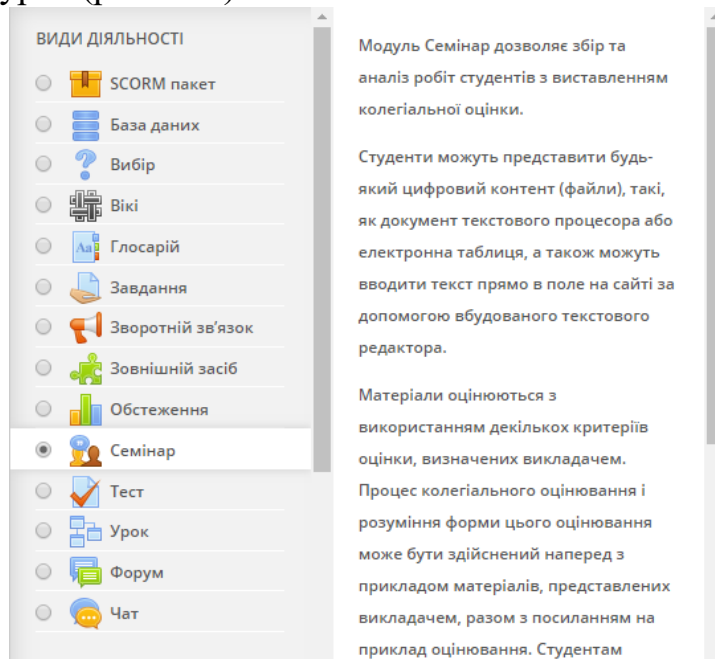 ВИДИ ДІЯЛЬНОСТІ
SCORM пакет
База даних
Вибір
Вікі
Глосарій
Завдання
Зворотній зв'язок
Зовнішній засіб
Обстеження
Семінар
Тест
Урок
Форум
Чат
Модуль Семінар дозволяє збір та
аналіз робіт студентів з виставленням
колегіальної оцінки.
Студенти можуть представити будь-
який цифровий контент (файли), такі,
як документ текстового процесора або
електронна таблиця, а також можуть
вводити текст прямо в поле на сайті за
допомогою вбудованого текстового
редактора.
Матеріали оцінюються з
використанням декількох критеріїв
оцінки, визначених викладачем.
Процес колегіального оцінювання і
розуміння форми цього оцінювання
може бути здійснений наперед з
прикладом матеріалів, представлених
викладачем, разом з посиланням на
приклад оцінювання. Студентам